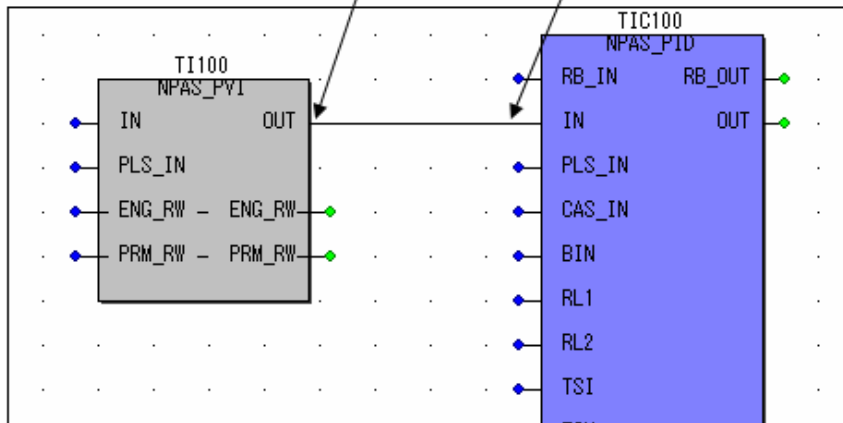 TI100
NPAS_PVI
IN OUT
PLS_IN
ENG_RW - ENG_RW
PRM_RW - PRM_RW
TIC100
NPAS_PID
RB_IN RB_OUT
IN OUT
PLS_IN
CAS_IN
BIN
RL1
RL2
TSI